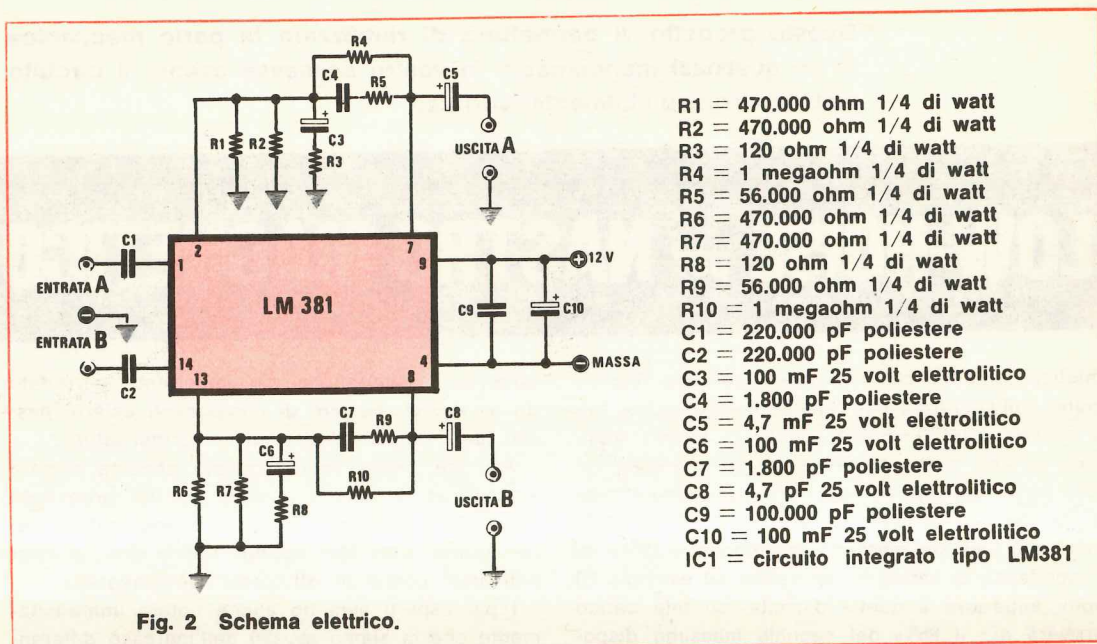 R4
C4
R5
C5
R1
R2
C3
R3
USCITA A
C1
ENTRATA A
ENTRATA B
C2
1
2
7
9
LM 381
14
13
4
8
12 V
C9
C10
MASSA
C7
R9
C8
C6
R10
R6
R7
R8
USCITA B
Fig. 2 Schema elettrico.
R1 = 470.000 ohm 1/4 di watt
R2 = 470.000 ohm 1/4 di watt
R3 = 120 ohm 1/4 di watt
R4 = 1 megaohm 1/4 di watt
R5 = 56.000 ohm 1/4 di watt
R6 = 470.000 ohm 1/4 di watt
R7 = 470.000 ohm 1/4 di watt
R8 = 120 ohm 1/4 di watt
R9 = 56.000 ohm 1/4 di watt
R10 = 1 megaohm 1/4 di watt
C1 = 220.000 pF poliestere
C2 = 220.000 pF poliestere
C3 = 100 mF 25 volt elettrolitico
C4 = 1.800 pF poliestere
C5 = 4,7 mF 25 volt elettrolitico
C6 = 100 mF 25 volt elettrolitico
C7 = 1.800 pF poliestere
C8 = 4,7 pF 25 volt elettrolitico
C9 = 100.000 pF poliestere
C10 = 100 mF 25 volt elettrolitico
IC1 = circuito integrato tipo LM381